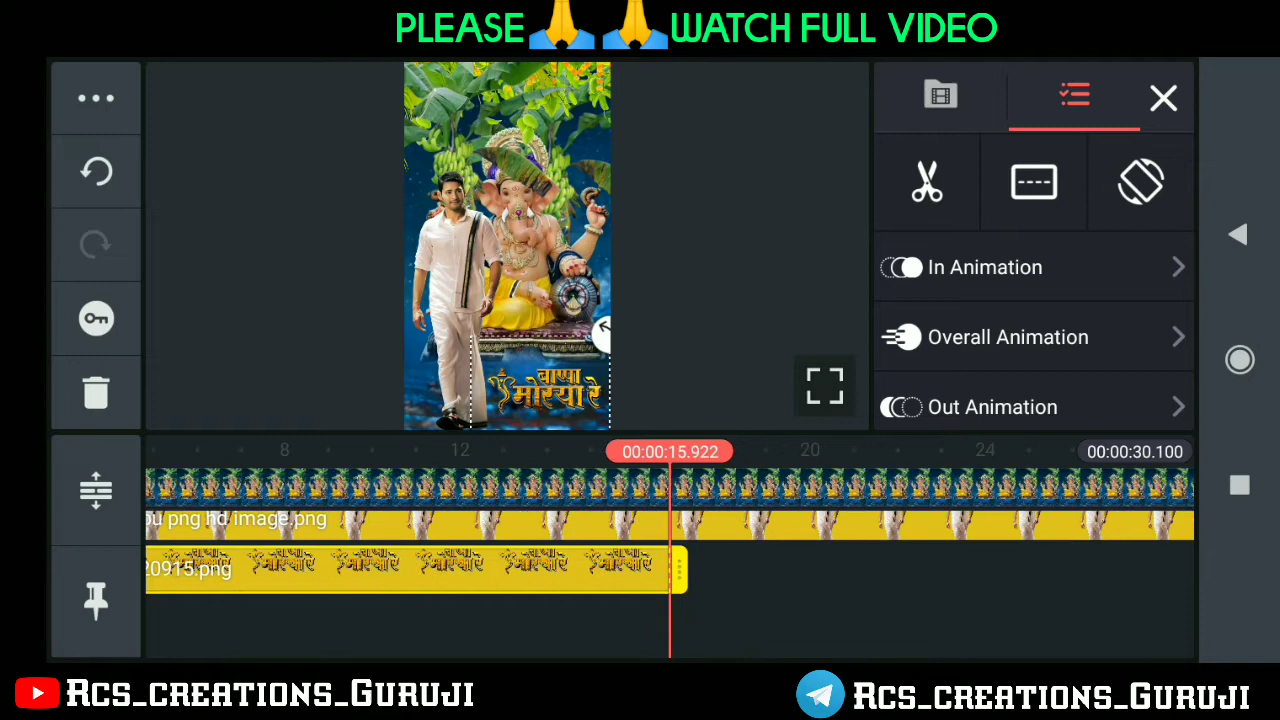 PLEASE🙏 🙏WATCH FULL VIDEO
In Animation
Overall Animation
Out Animation
बाप्पा
मोरया रे
8 12 00:00:15.922 20 24 00:00:30.100
pu png hd image.png
20915.png
Rcs_creations_Guruji
Rcs_creations_Guruji